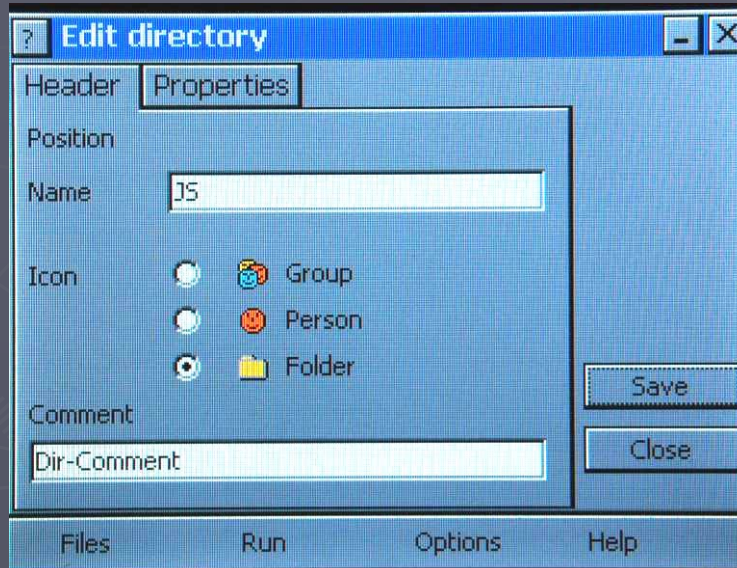 ? Edit directory
Header Properties
Position
Name JS
Icon Group
Person
Folder
Save
Comment
Close
Dir-Comment
Files Run Options Help